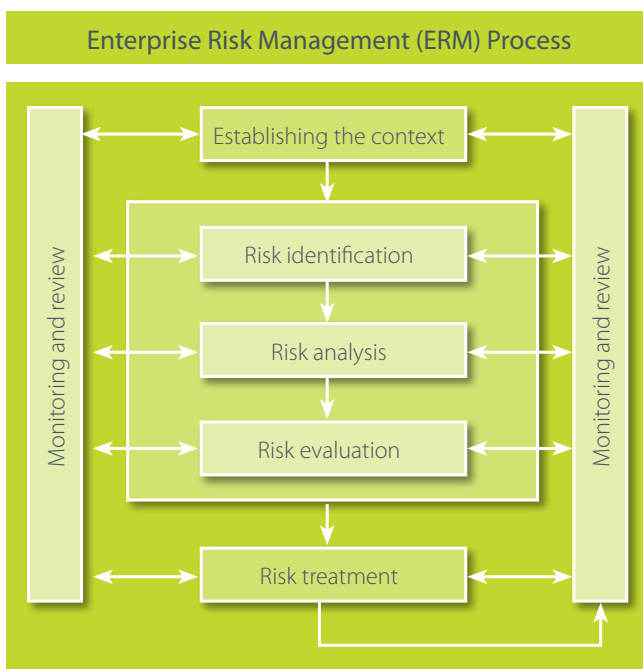 Enterprise Risk Management (ERM) Process
Monitoring and review
Establishing the context
Risk identification
Risk analysis
Risk evaluation
Risk treatment
Monitoring and review